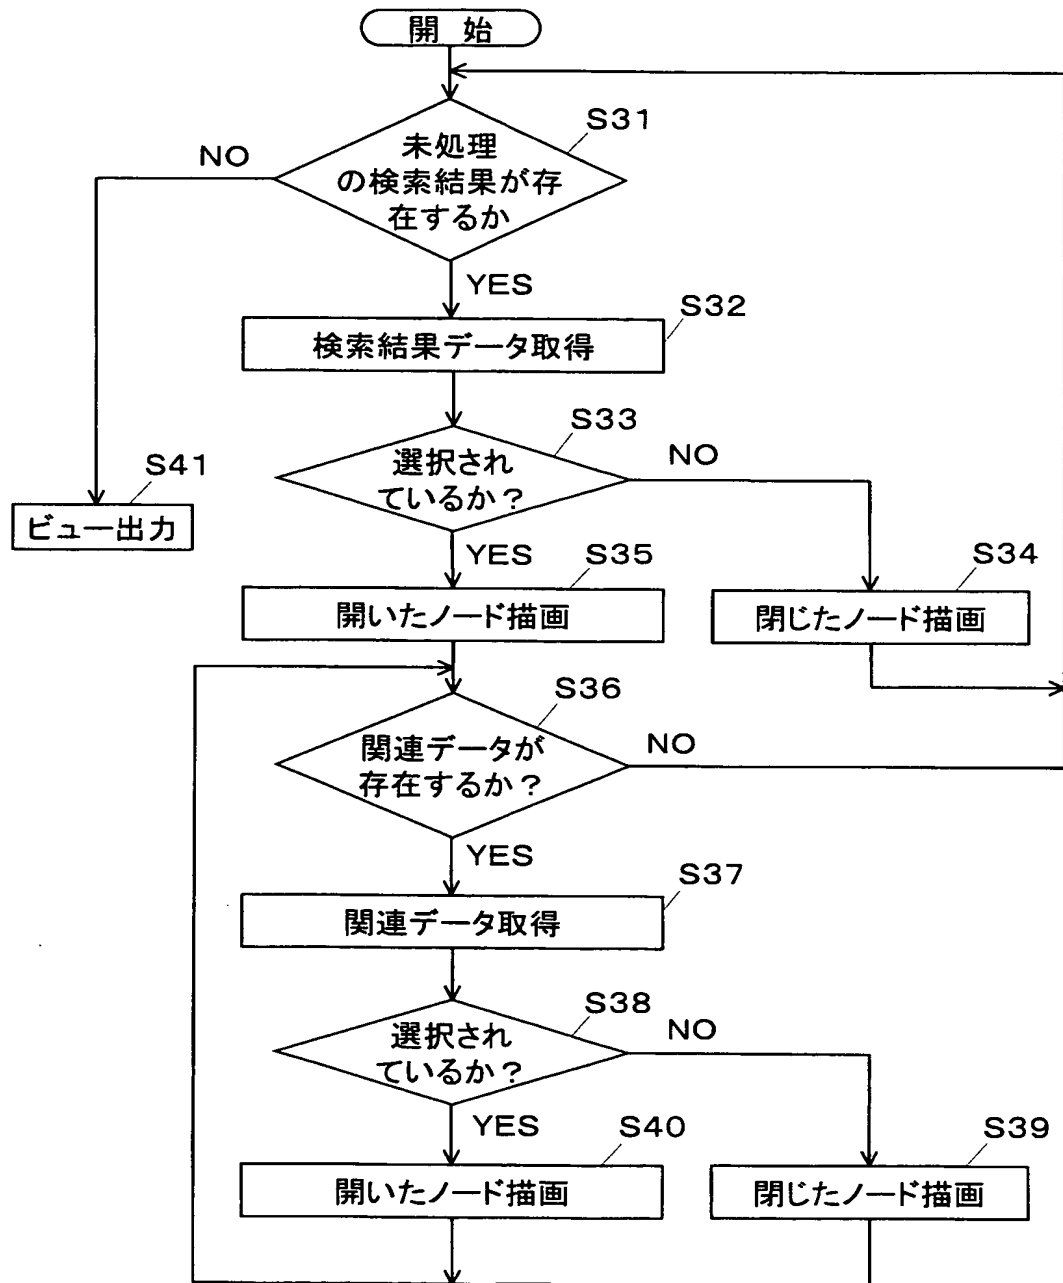 開 始
S31
未処理
の検索結果が存
在するか
NO
YES
S32
検索結果データ取得
S33
選択され
ているか？
NO
S41
ビュー出力
YES
S35
開いたノード描画
S34
閉じたノード描画
S36
関連データが
存在するか？
NO
YES
S37
関連データ取得
S38
選択され
ているか？
NO
YES
S40
開いたノード描画
S39
閉じたノード描画